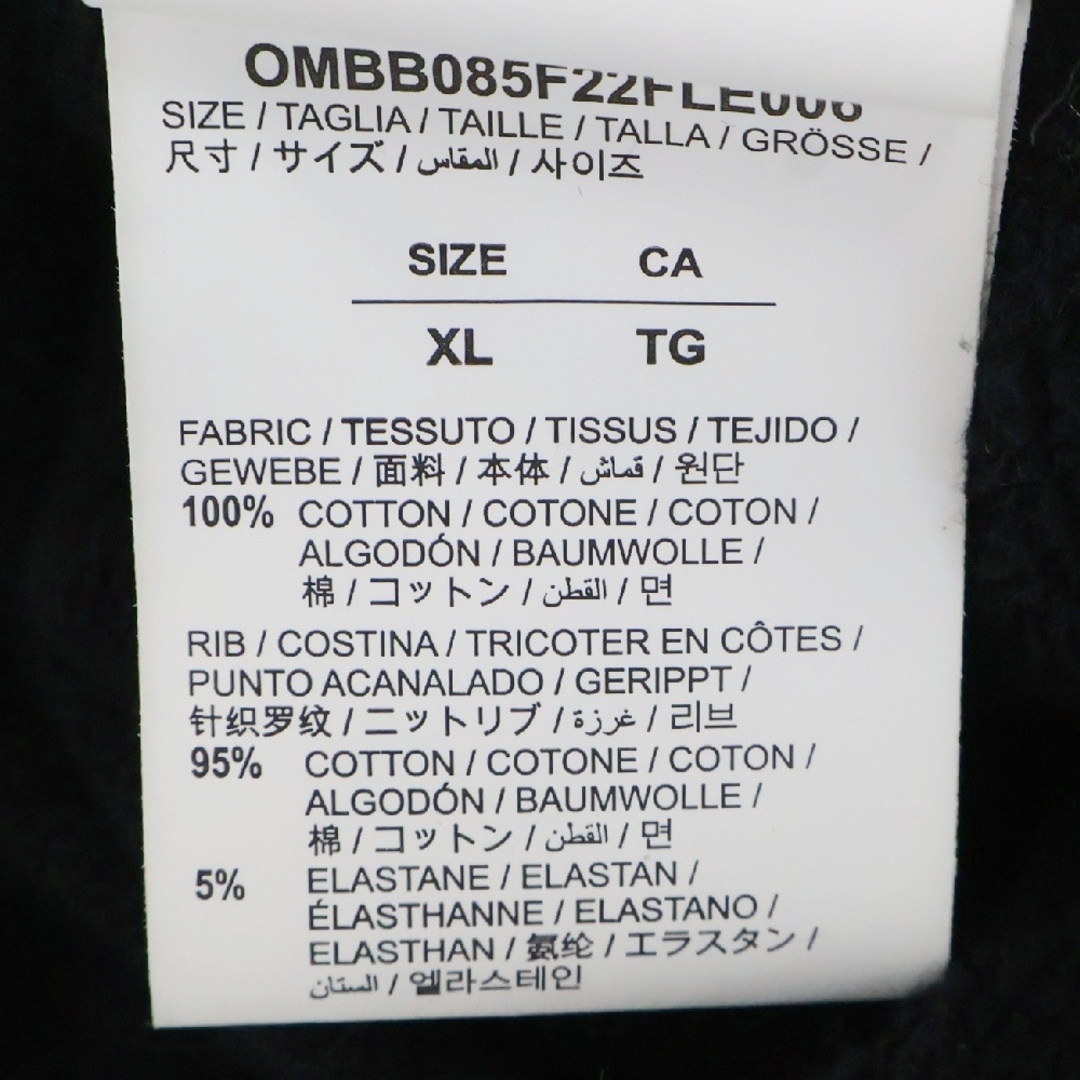 OMBB085F22FLE006
SIZE / TAGLIA / TAILLE / TALLA / GRÖSSE /
尺寸 / サイズ / المقاس / 사이즈
SIZE CA
XL TG
FABRIC / TESSUTO / TISSUS / TEJIDO /
GEWEBE / 面料 / 本体 / قماش / 원단
100% COTTON / COTONE / COTON /
ALGODÓN / BAUMWOLLE /
棉 / コットン / القطن / 면
RIB / COSTINA / TRICOTER EN CÔTES /
PUNTO ACANALADO / GERIPPT /
针织罗纹 / ニットリブ / غرزة / 리브
95% COTTON / COTONE / COTON /
ALGODÓN / BAUMWOLLE /
棉 / コットン / القطن / 면
5% ELASTANE / ELASTAN /
ÉLASTHANNE / ELASTANO /
ELASTHAN / 氨纶 / エラスタン /
الستان / 엘라스테인